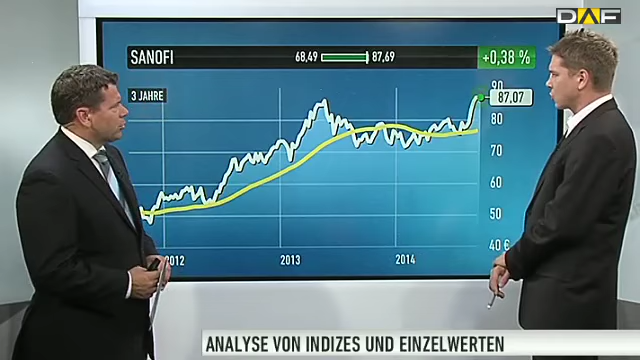 DAF
SANOFI 68,49 87,69 +0,38 %
3 JAHRE
90
87,07
80
70
60
50
40 €
2012 2013 2014
ANALYSE VON INDIZES UND EINZELWERTEN